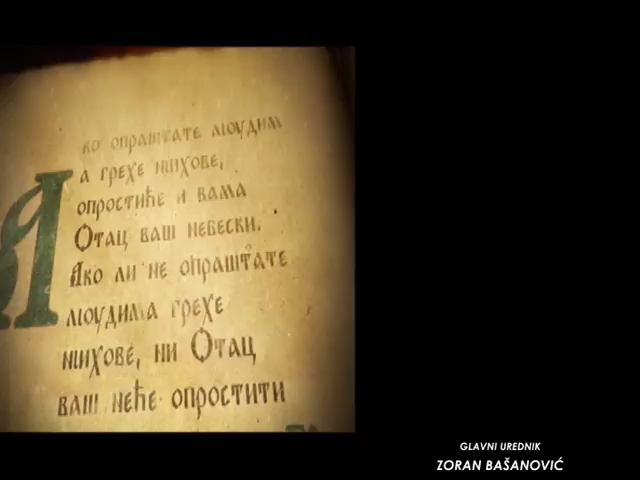 Ако опраштате људима
а грехе њихове,
опростиће и вама
Отац ваш небески.
Ако ли не опраштате
људима грехе
њихове, ни Отац
ваш неће опростити
GLAVNI UREDNIK
ZORAN BAŠANOVIĆ